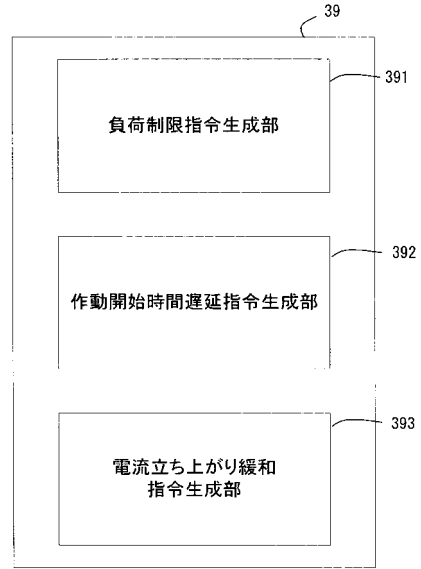 39
391
負荷制限指令生成部
392
作動開始時間遅延指令生成部
393
電流立ち上がり緩和
指令生成部